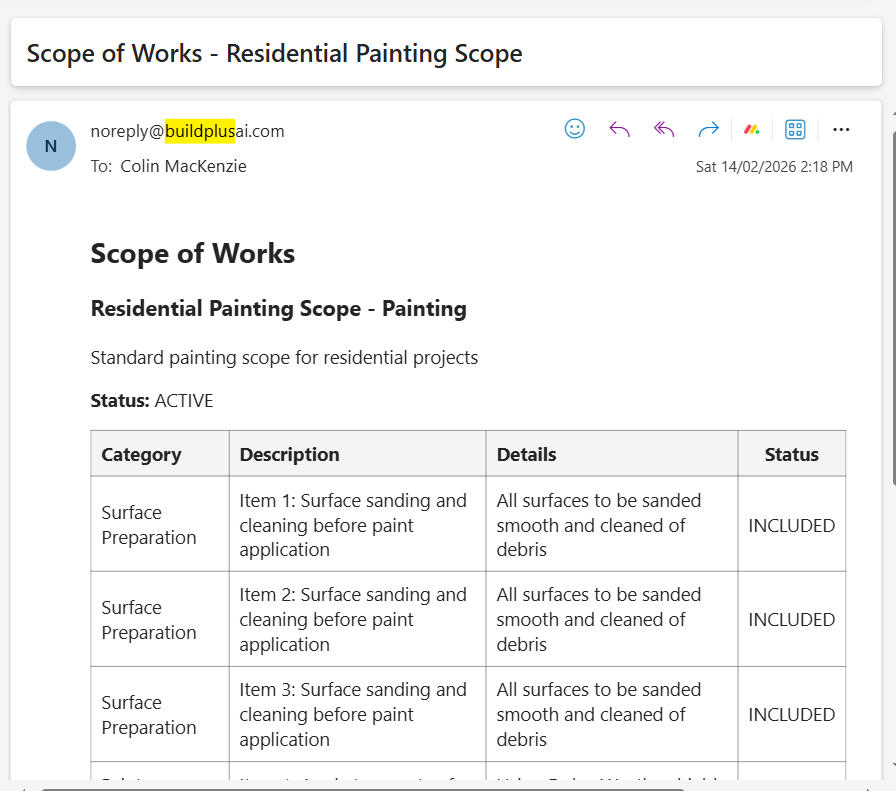 Scope of Works - Residential Painting Scope
N
noreply@buildplusai.com
To: Colin MacKenzie
Sat 14/02/2026 2:18 PM
Scope of Works
Residential Painting Scope - Painting
Standard painting scope for residential projects
Status: ACTIVE
Category Description Details Status
Surface
Preparation
Item 1: Surface sanding and
cleaning before paint
application
All surfaces to be sanded
smooth and cleaned of
debris
INCLUDED
Surface
Preparation
Item 2: Surface sanding and
cleaning before paint
application
All surfaces to be sanded
smooth and cleaned of
debris
INCLUDED
Surface
Preparation
Item 3: Surface sanding and
cleaning before paint
application
All surfaces to be sanded
smooth and cleaned of
debris
INCLUDED